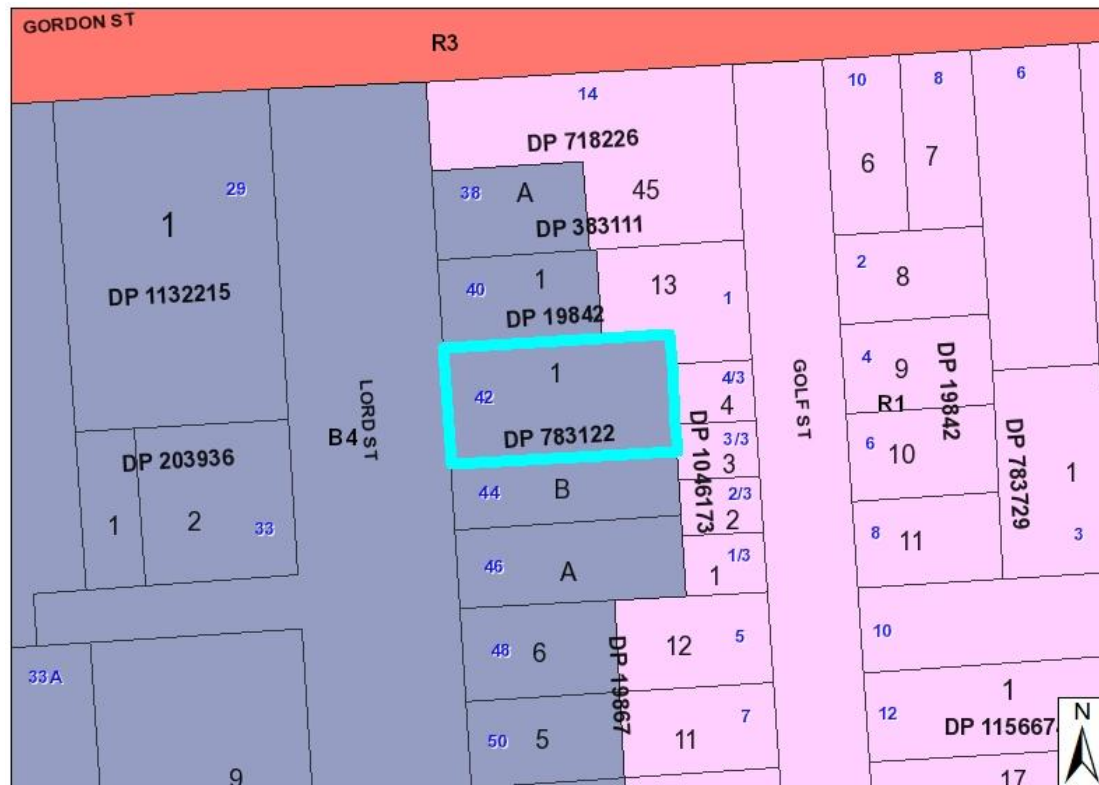 GORDON ST
R3
14
10
8
6
DP 718226
6
7
29
38
A
45
1
DP 383111
2
8
40
1
13
1
DP 1132215
DP 19842
4
9
DP 19842
1
42
4/3
4
GOLF ST
R1
LORD ST
B4
DP 783122
DP 1046173
3/3
3
6
10
DP 783729
1
DP 203936
44
B
2/3
2
1
2
33
8
11
3
46
A
1/3
1
48
6
DP 19867
12
5
10
33A
1
N
50
5
11
7
12
DP 115667
9
17